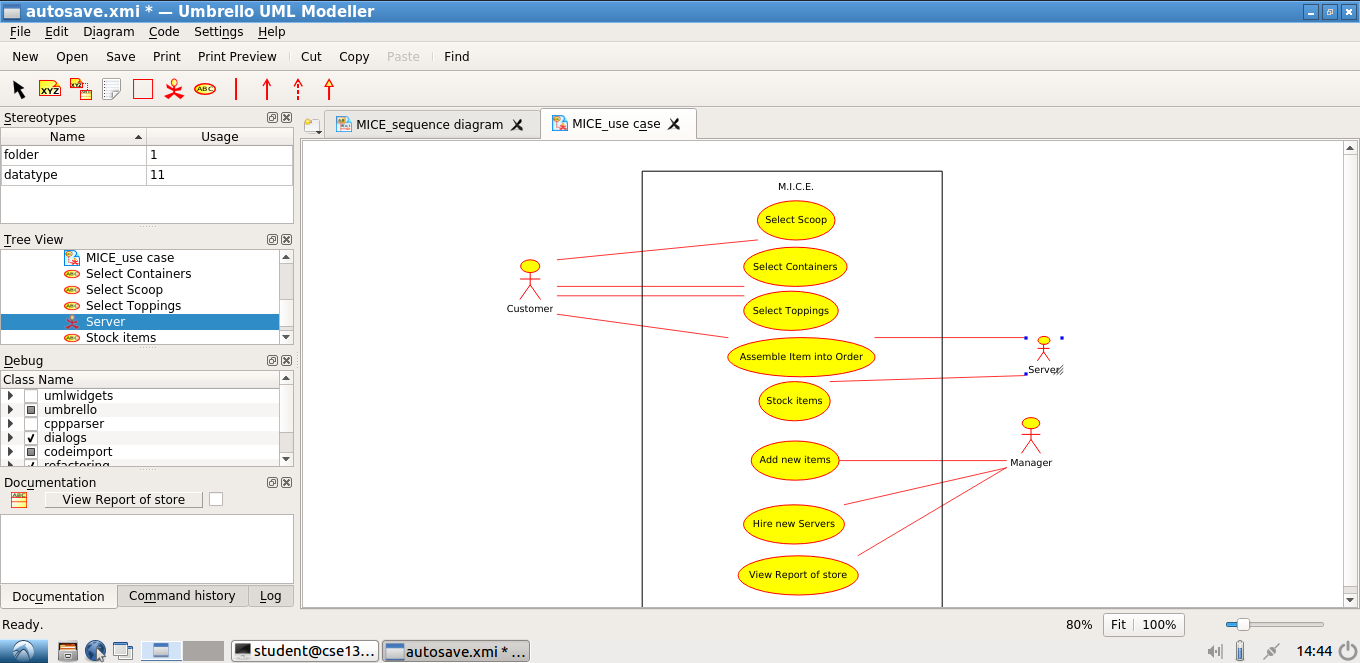 autosave.xmi * — Umbrello UML Modeller
File Edit Diagram Code Settings Help
New Open Save Print Print Preview Cut Copy Paste Find
XYZ XYZ ABC
Stereotypes
Name Usage
folder 1
datatype 11
Tree View
MICE_use case
Select Containers
Select Scoop
Select Toppings
Server
Stock items
Debug
Class Name
umlwidgets
umbrello
cppparser
dialogs
codeimport
refactoring
Documentation
View Report of store
Documentation Command history Log
MICE_sequence diagram MICE_use case
M.I.C.E.
Select Scoop
Select Containers
Customer
Select Toppings
Assemble Item into Order
Server
Stock items
Add new items
Manager
Hire new Servers
View Report of store
Ready.
80% Fit 100%
student@cse13... autosave.xmi * ... 14:44